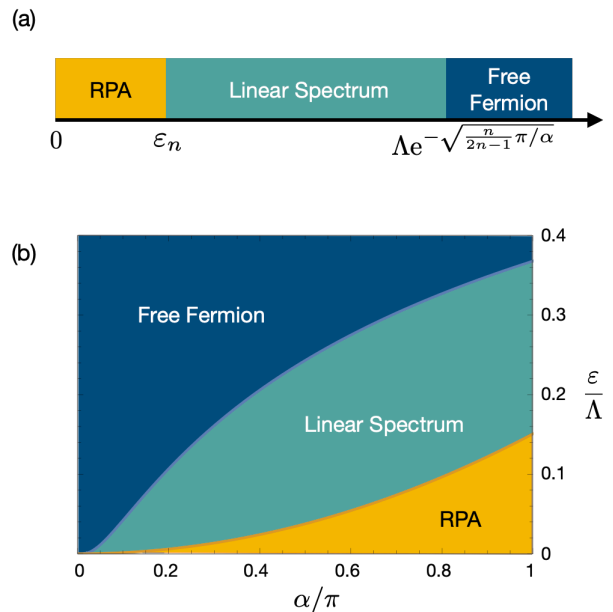 (a)
RPA
Linear Spectrum
Free
Fermion
0
εₙ
Λe^{-√(n/(2n-1) π/α)}
(b)
0.4
Free Fermion
0.3
ε/Λ
0.2
Linear Spectrum
0.1
RPA
0
0 0.2 0.4 0.6 0.8 1
α/π